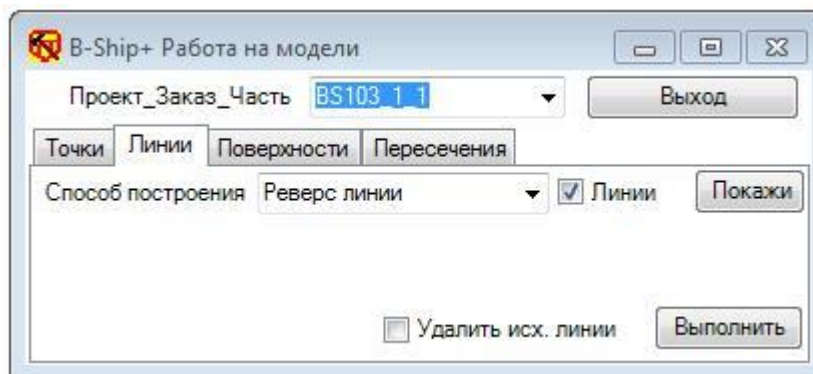 B-Ship+ Работа на модели
Проект_Заказ_Часть BS103_1_1 Выход
Точки Линии Поверхности Пересечения
Способ построения Реверс линии Линии Покажи
Удалить исх. линии Выполнить